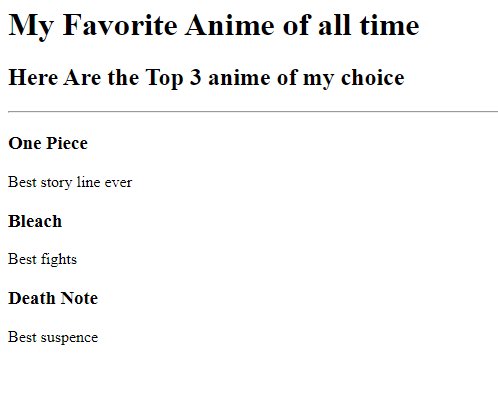 My Favorite Anime of all time
Here Are the Top 3 anime of my choice
One Piece
Best story line ever
Bleach
Best fights
Death Note
Best suspence